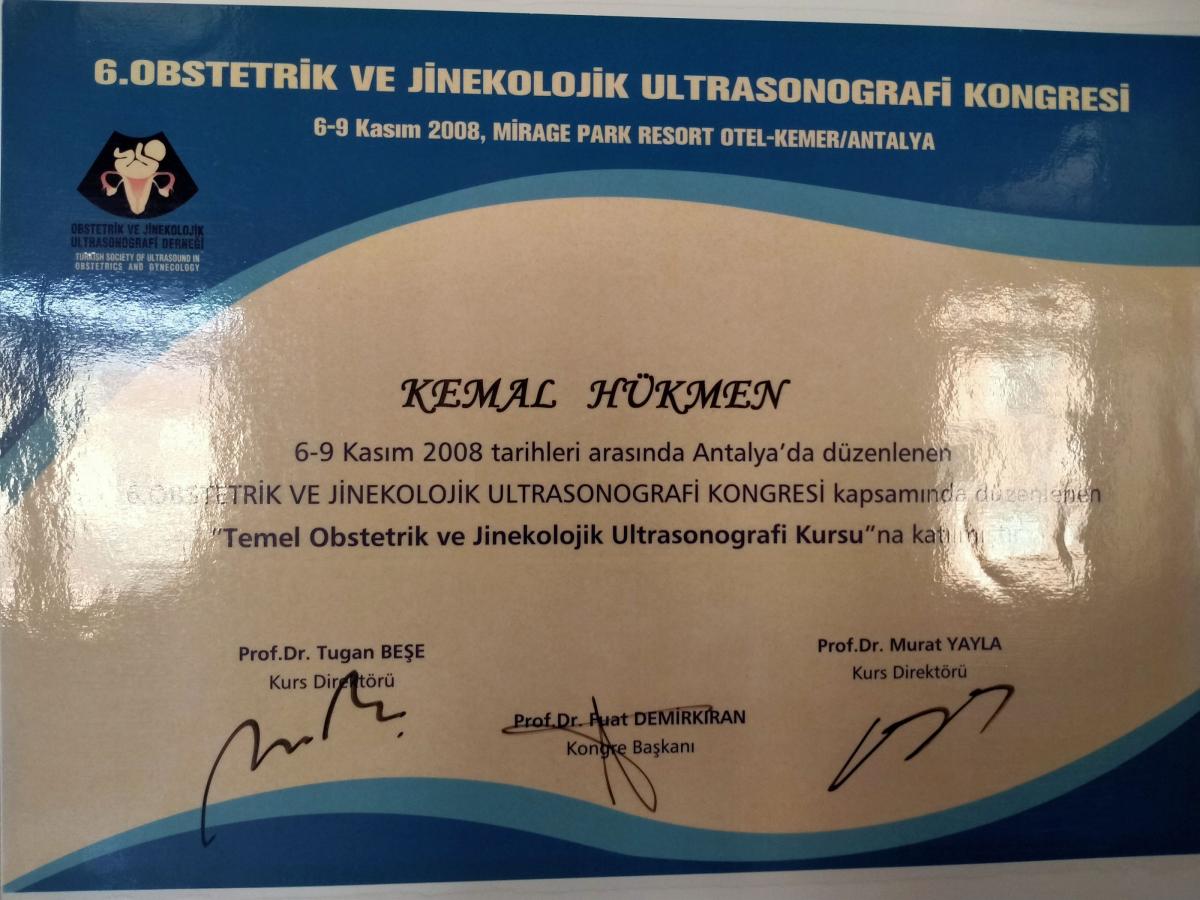 6.OBSTETRİK VE JİNEKOLOJİK ULTRASONOGRAFİ KONGRESİ
6-9 Kasım 2008, MİRAGE PARK RESORT OTEL-KEMER/ANTALYA
OBSTETRİK VE JİNEKOLOJİK
ULTRASONOGRAFİ DERNEĞİ
TURKISH SOCIETY OF ULTRASOUND IN
OBSTETRICS AND GYNECOLOGY
KEMAL HÜKMEN
6-9 Kasım 2008 tarihleri arasında Antalya'da düzenlenen
6.OBSTETRİK VE JİNEKOLOJİK ULTRASONOGRAFİ KONGRESİ kapsamında düzenlenen
"Temel Obstetrik ve Jinekolojik Ultrasonografi Kursu"na katılmıştır.
Prof.Dr. Tugan BEŞE
Kurs Direktörü
Prof.Dr. Murat YAYLA
Kurs Direktörü
Prof.Dr. Fuat DEMİRKIRAN
Kongre Başkanı